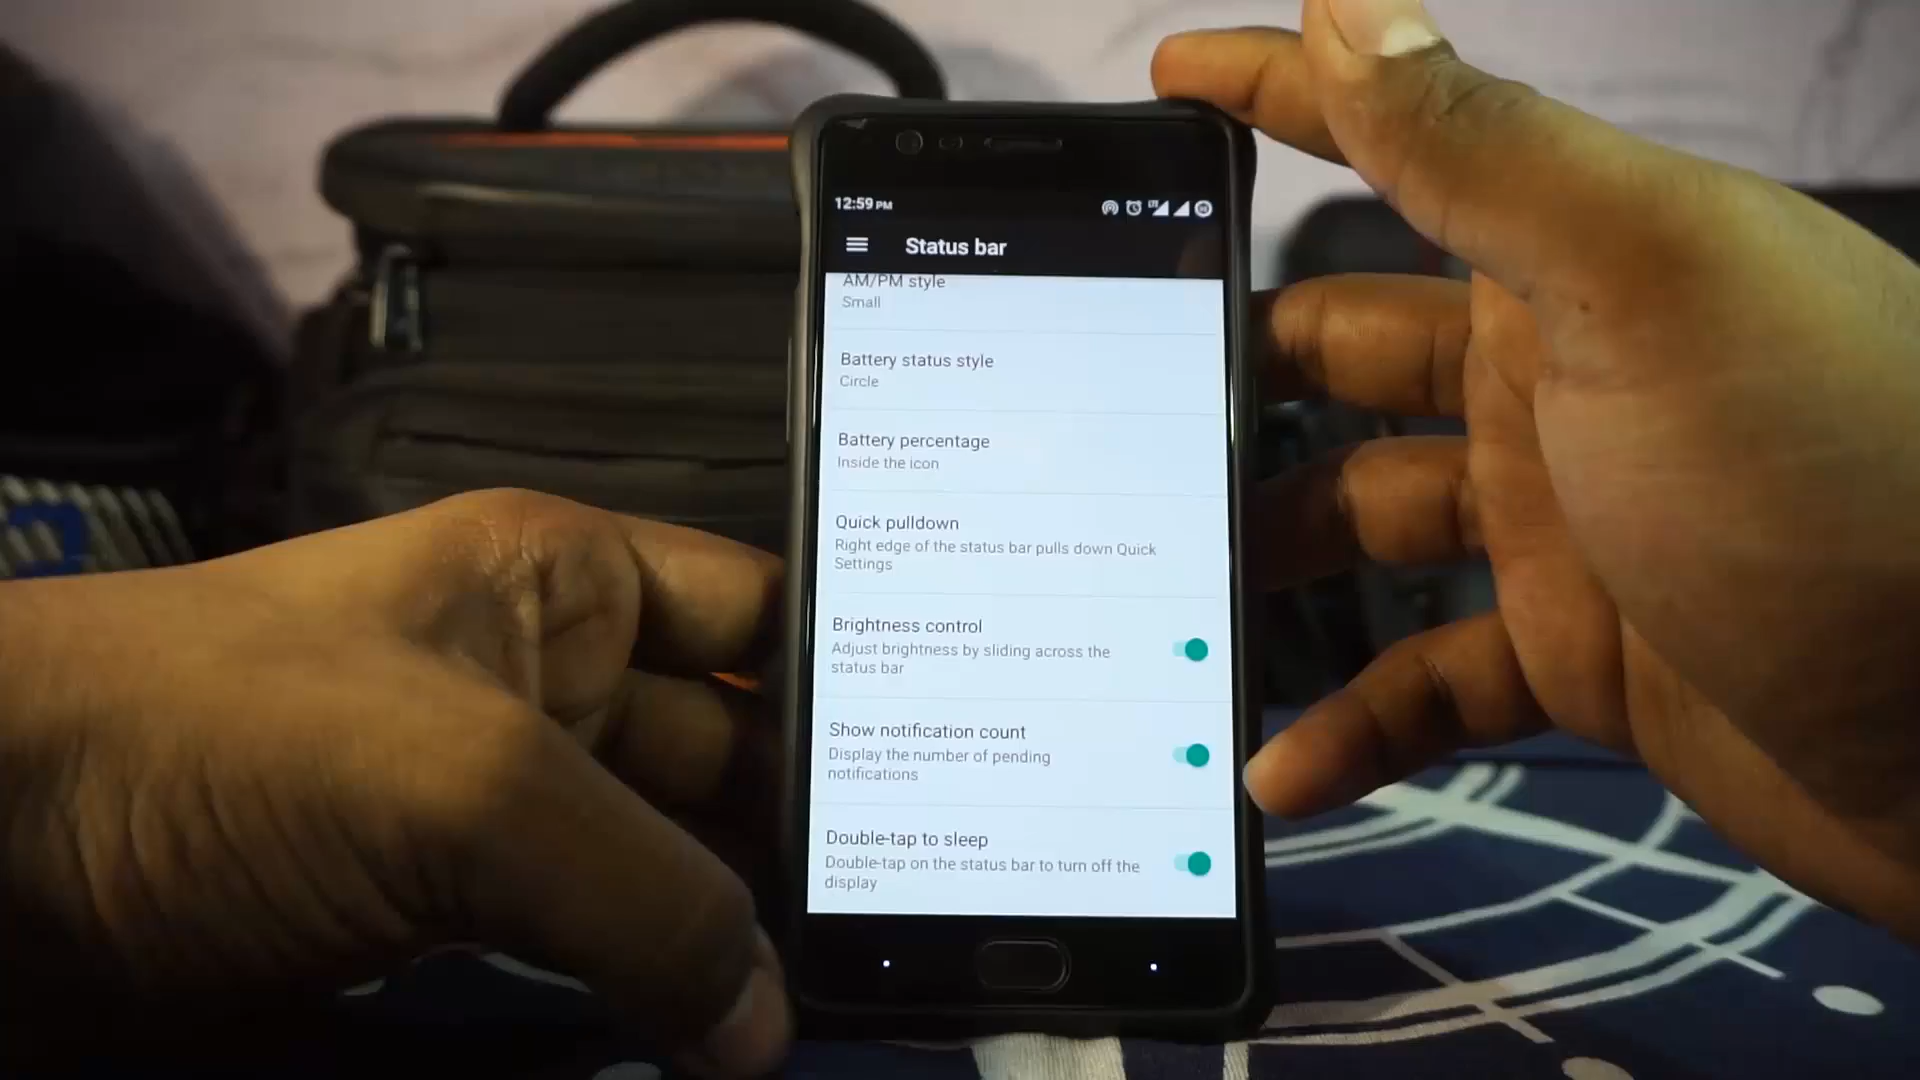 12:59 PM
LTE
Status bar
AM/PM style
Small
Battery status style
Circle
Battery percentage
Inside the icon
Quick pulldown
Right edge of the status bar pulls down Quick
Settings
Brightness control
Adjust brightness by sliding across the
status bar
Show notification count
Display the number of pending
notifications
Double-tap to sleep
Double-tap on the status bar to turn off the
display